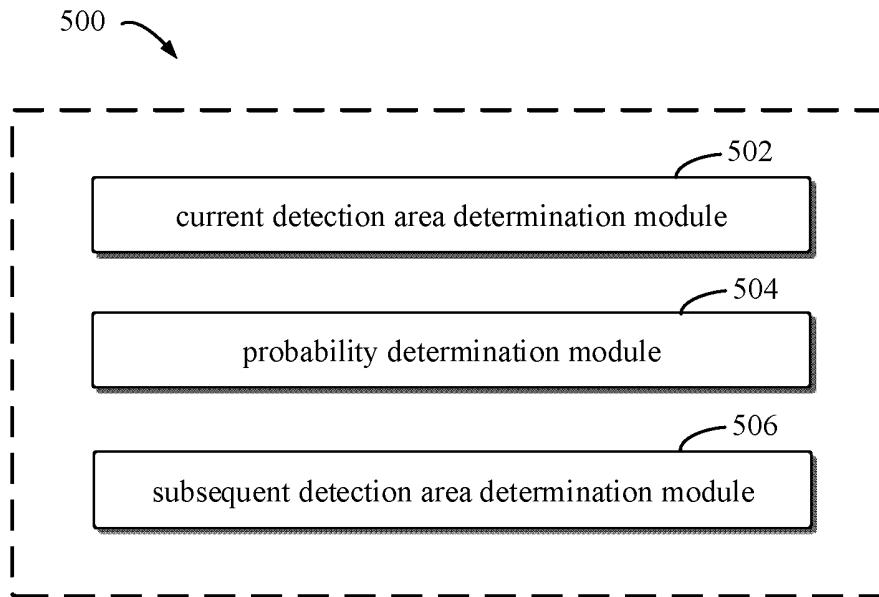 500
502
current detection area determination module
504
probability determination module
506
subsequent detection area determination module